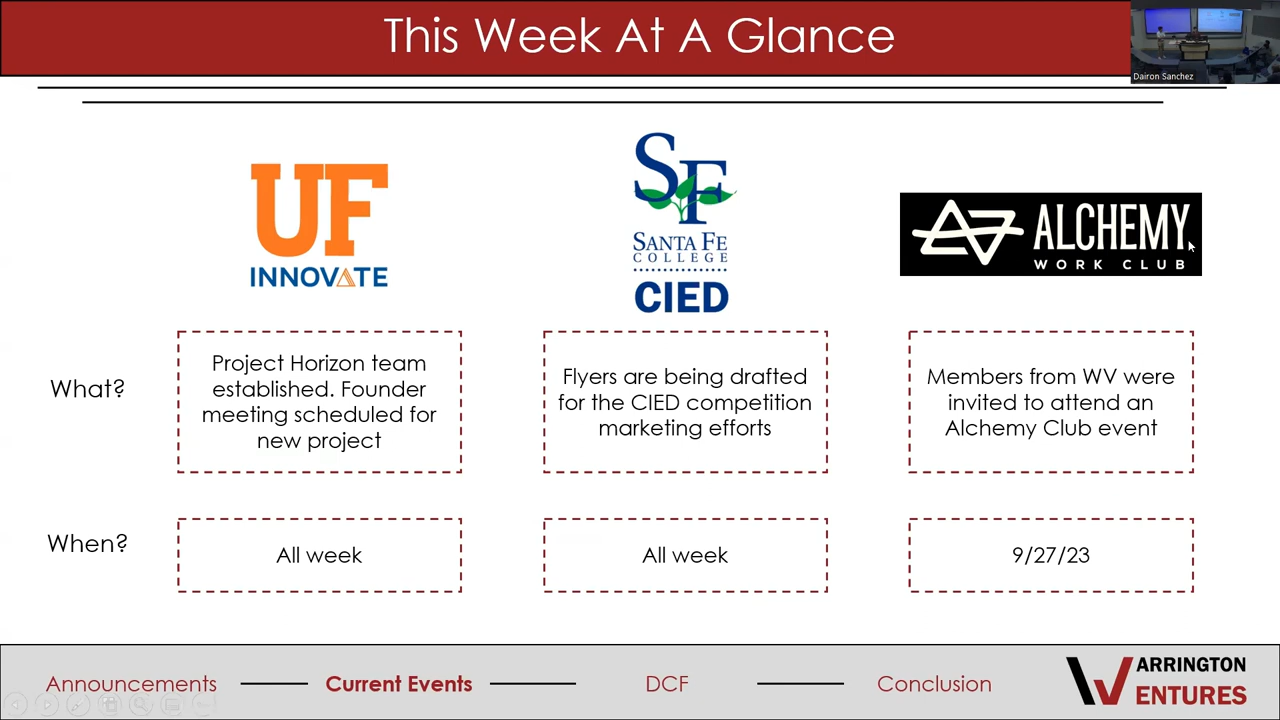 This Week At A Glance
Dairon Sanchez
UF
INNOVATE
SF
SANTA FE
COLLEGE
CIED
ALCHEMY
WORK CLUB
What?
Project Horizon team
established. Founder
meeting scheduled for
new project
Flyers are being drafted
for the CIED competition
marketing efforts
Members from WV were
invited to attend an
Alchemy Club event
When?
All week
All week
9/27/23
Announcements
Current Events
DCF
Conclusion
WARRINGTON
VENTURES